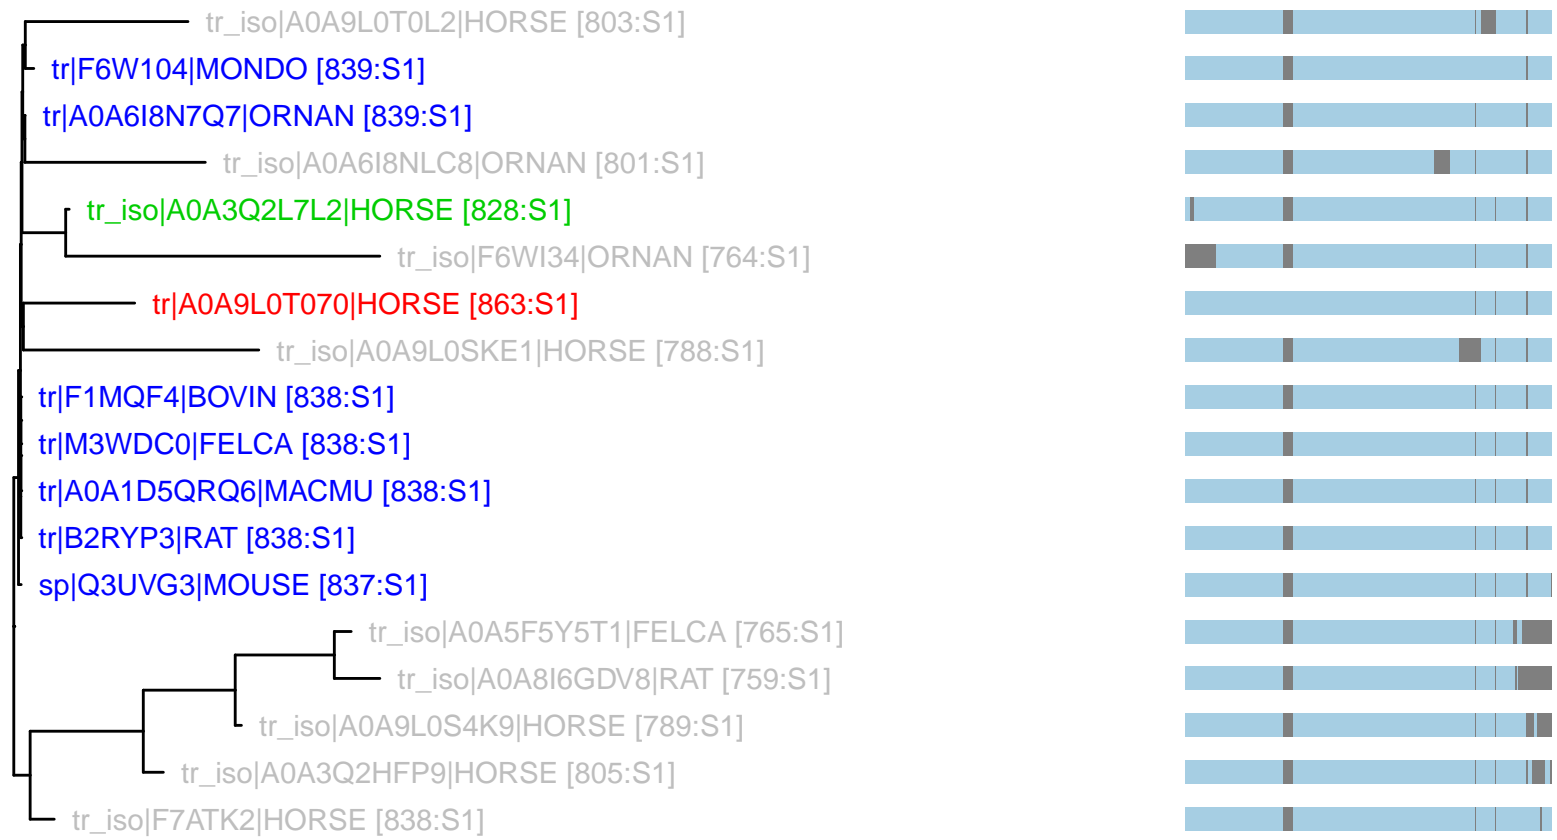 tr_iso|A0A9L0T0L2|HORSE [803:S1]
tr|F6W104|MONDO [839:S1]
tr|A0A6I8N7Q7|ORNAN [839:S1]
tr_iso|A0A6I8NLC8|ORNAN [801:S1]
tr_iso|A0A3Q2L7L2|HORSE [828:S1]
tr_iso|F6WI34|ORNAN [764:S1]
tr|A0A9L0T070|HORSE [863:S1]
tr_iso|A0A9L0SKE1|HORSE [788:S1]
tr|F1MQF4|BOVIN [838:S1]
tr|M3WDC0|FELCA [838:S1]
tr|A0A1D5QRQ6|MACMU [838:S1]
tr|B2RYP3|RAT [838:S1]
sp|Q3UVG3|MOUSE [837:S1]
tr_iso|A0A5F5Y5T1|FELCA [765:S1]
tr_iso|A0A8I6GDV8|RAT [759:S1]
tr_iso|A0A9L0S4K9|HORSE [789:S1]
tr_iso|A0A3Q2HFP9|HORSE [805:S1]
tr_iso|F7ATK2|HORSE [838:S1]